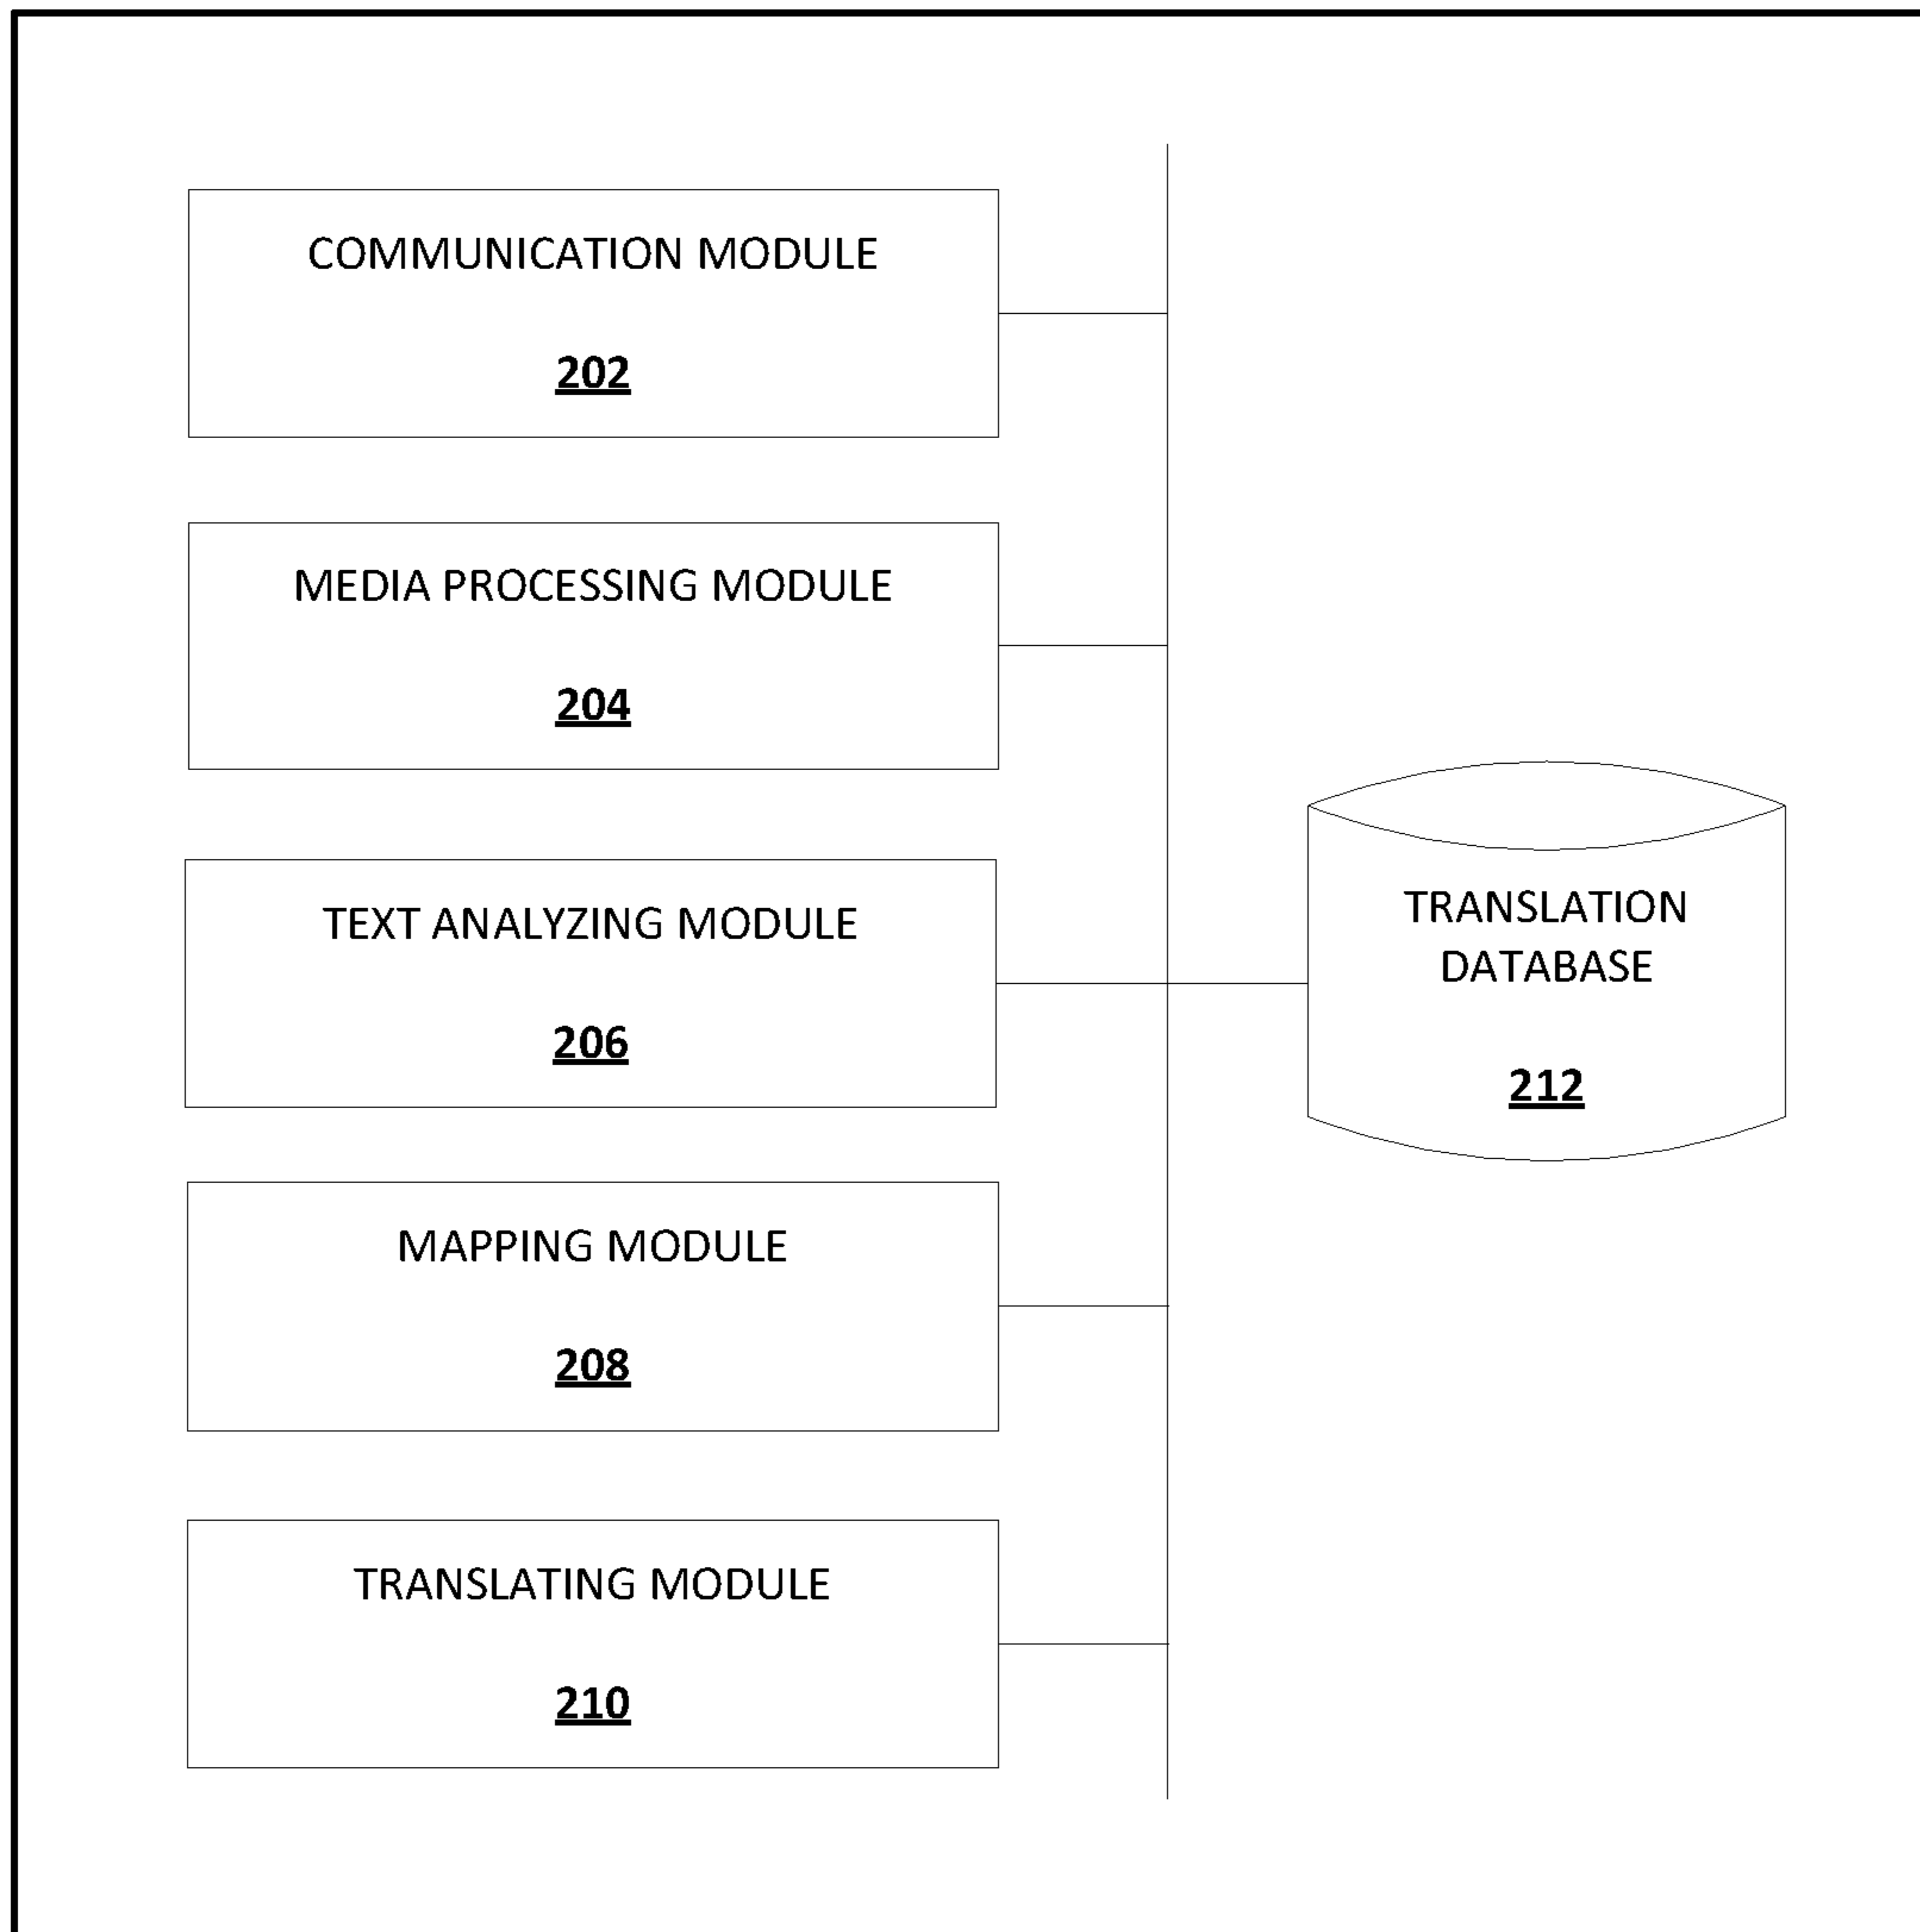 COMMUNICATION MODULE
202
MEDIA PROCESSING MODULE
204
TEXT ANALYZING MODULE
206
MAPPING MODULE
208
TRANSLATING MODULE
210
TRANSLATION
DATABASE
212